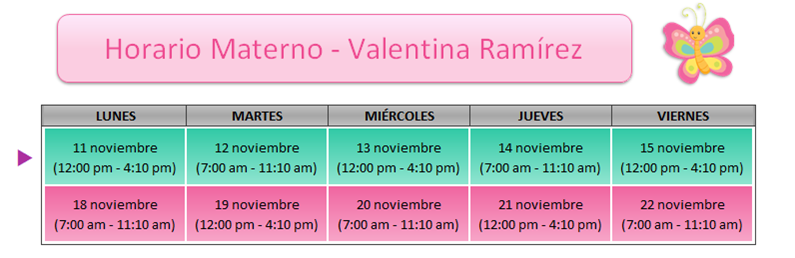 Horario Materno - Valentina Ramírez
LUNES MARTES MIÉRCOLES JUEVES VIERNES
11 noviembre 12 noviembre 13 noviembre 14 noviembre 15 noviembre
(12:00 pm - 4:10 pm) (7:00 am - 11:10 am) (12:00 pm - 4:10 pm) (7:00 am - 11:10 am) (12:00 pm - 4:10 pm)
18 noviembre 19 noviembre 20 noviembre 21 noviembre 22 noviembre
(7:00 am - 11:10 am) (12:00 pm - 4:10 pm) (7:00 am - 11:10 am) (12:00 pm - 4:10 pm) (7:00 am - 11:10 am)